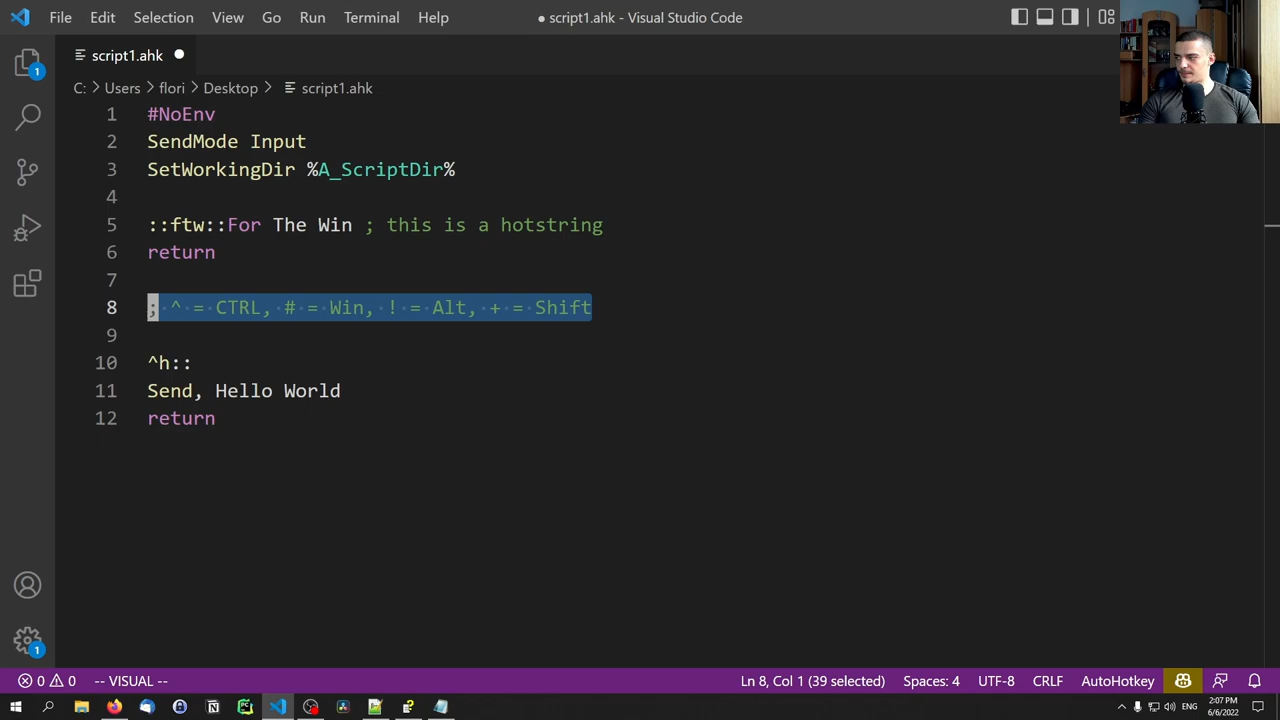 File Edit Selection View Go Run Terminal Help ● script1.ahk - Visual Studio Code
script1.ahk ●
C: > Users > flori > Desktop > script1.ahk
1 #NoEnv
2 SendMode Input
3 SetWorkingDir %A_ScriptDir%
4
5 ::ftw::For The Win ; this is a hotstring
6 return
7
8 ; ^ = CTRL, # = Win, ! = Alt, + = Shift
9
10 ^h::
11 Send, Hello World
12 return
1
1
0 0 -- VISUAL -- Ln 8, Col 1 (39 selected) Spaces: 4 UTF-8 CRLF AutoHotkey
ENG 2:07 PM
6/6/2022